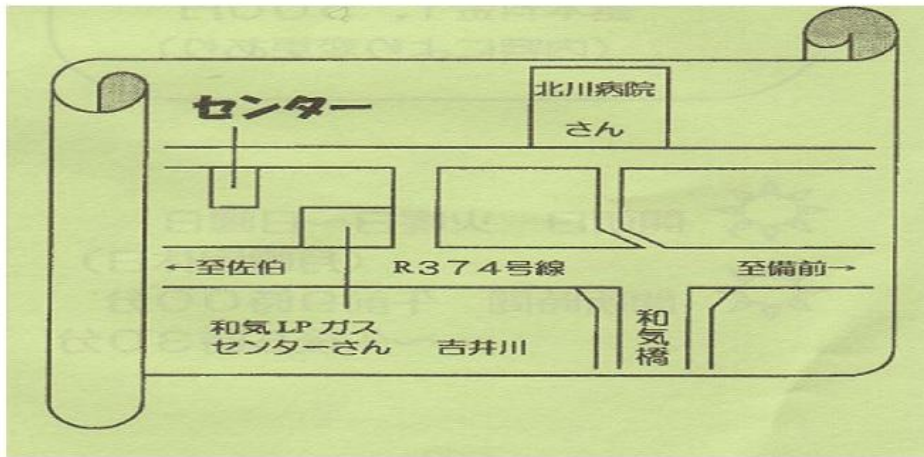 北川病院
さん
センター
←至佐伯
R374号線
至備前→
和気LPガス
センターさん
吉井川
和気橋